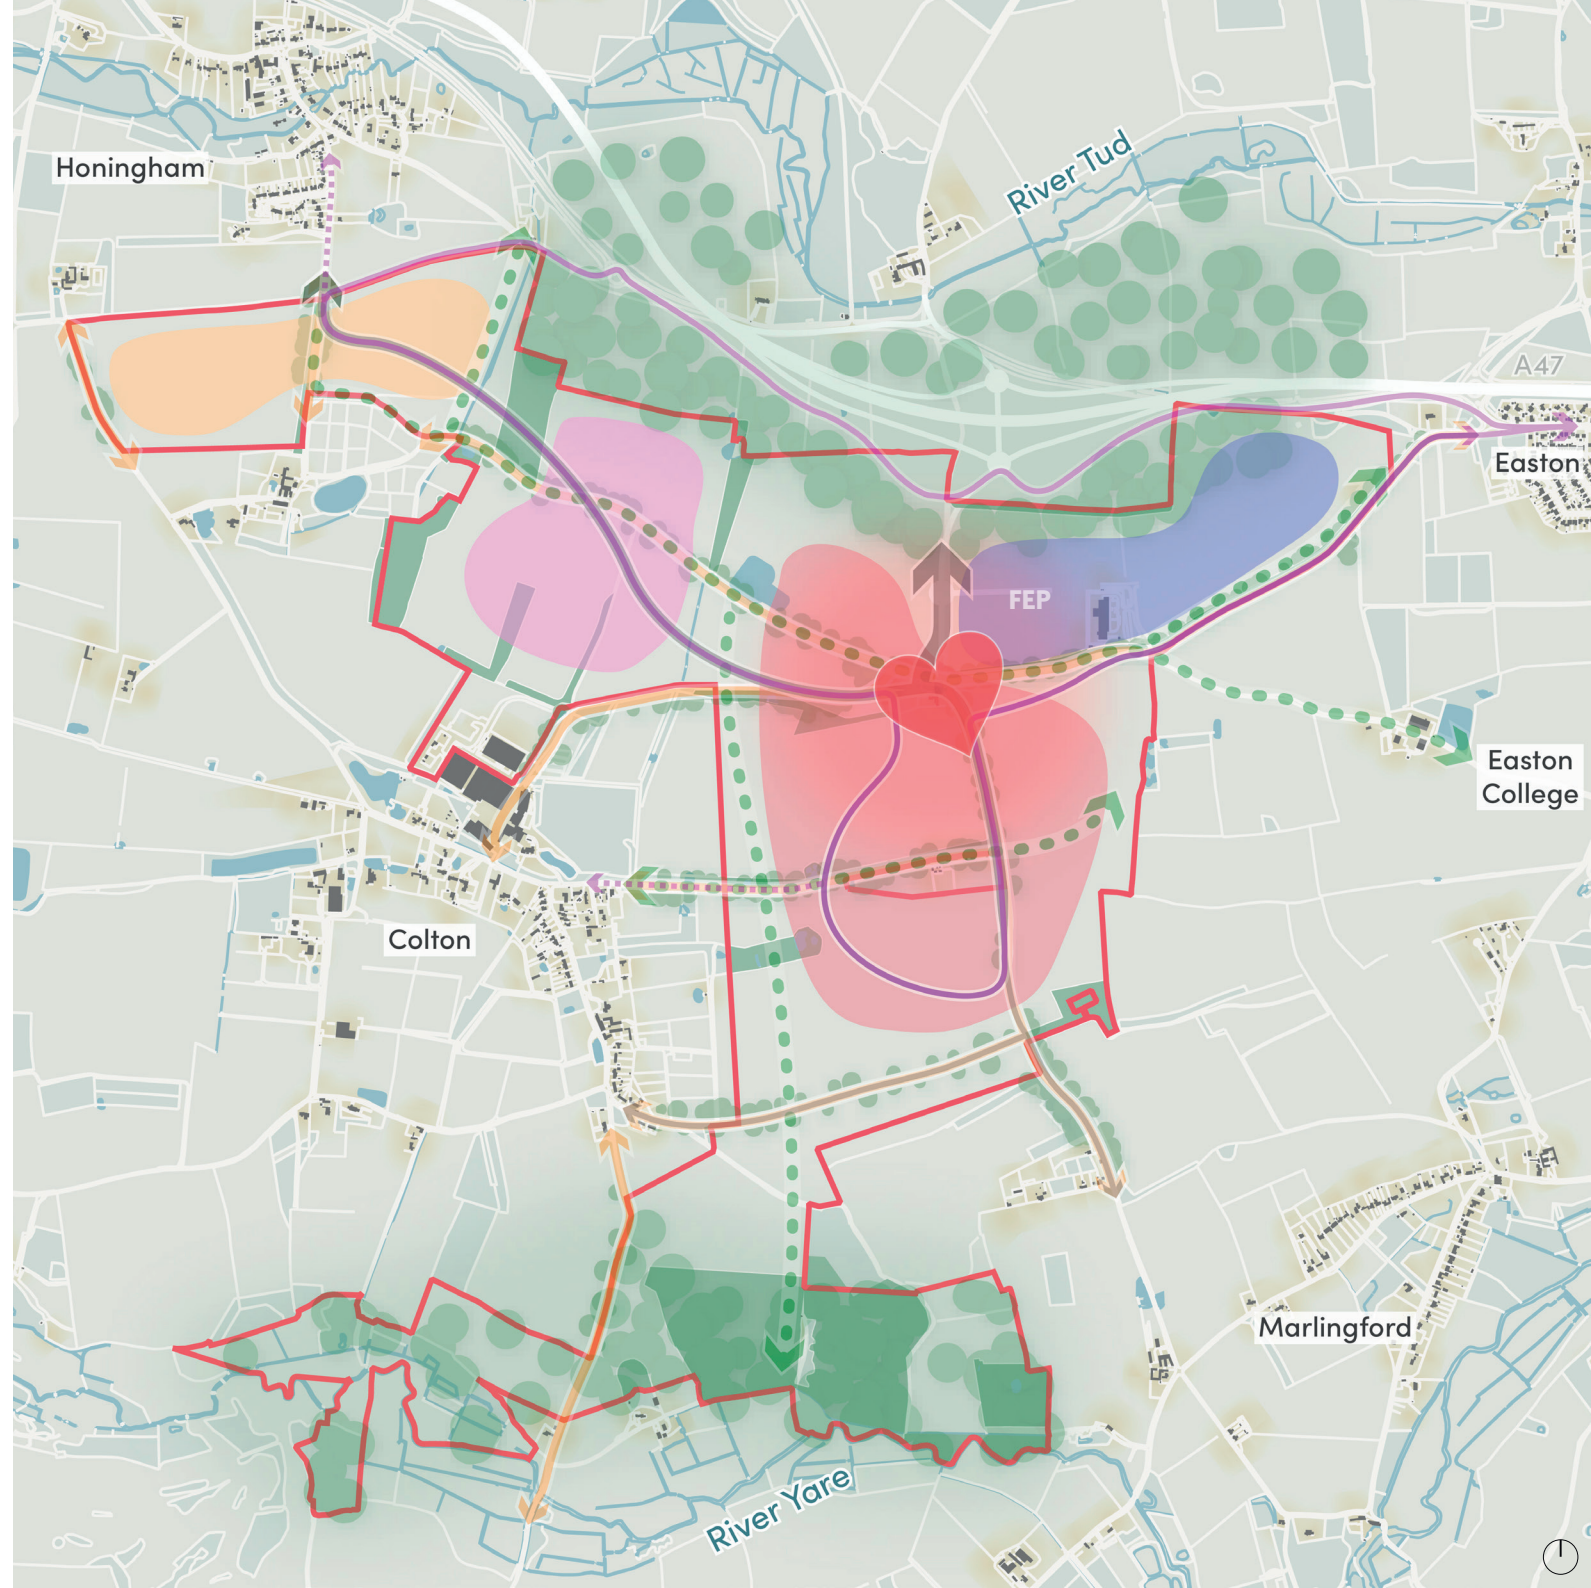 Honingham
River Tud
A47
Easton
FEP
Easton
College
Colton
Marlingford
River Yare